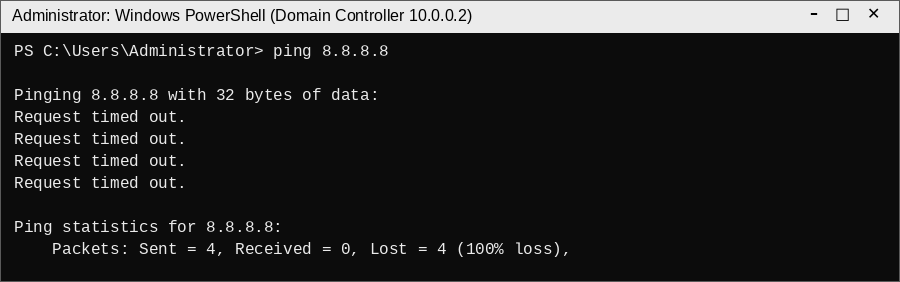 Administrator: Windows PowerShell (Domain Controller 10.0.0.2)
PS C:\Users\Administrator> ping 8.8.8.8
Pinging 8.8.8.8 with 32 bytes of data:
Request timed out.
Request timed out.
Request timed out.
Request timed out.
Ping statistics for 8.8.8.8:
    Packets: Sent = 4, Received = 0, Lost = 4 (100% loss),